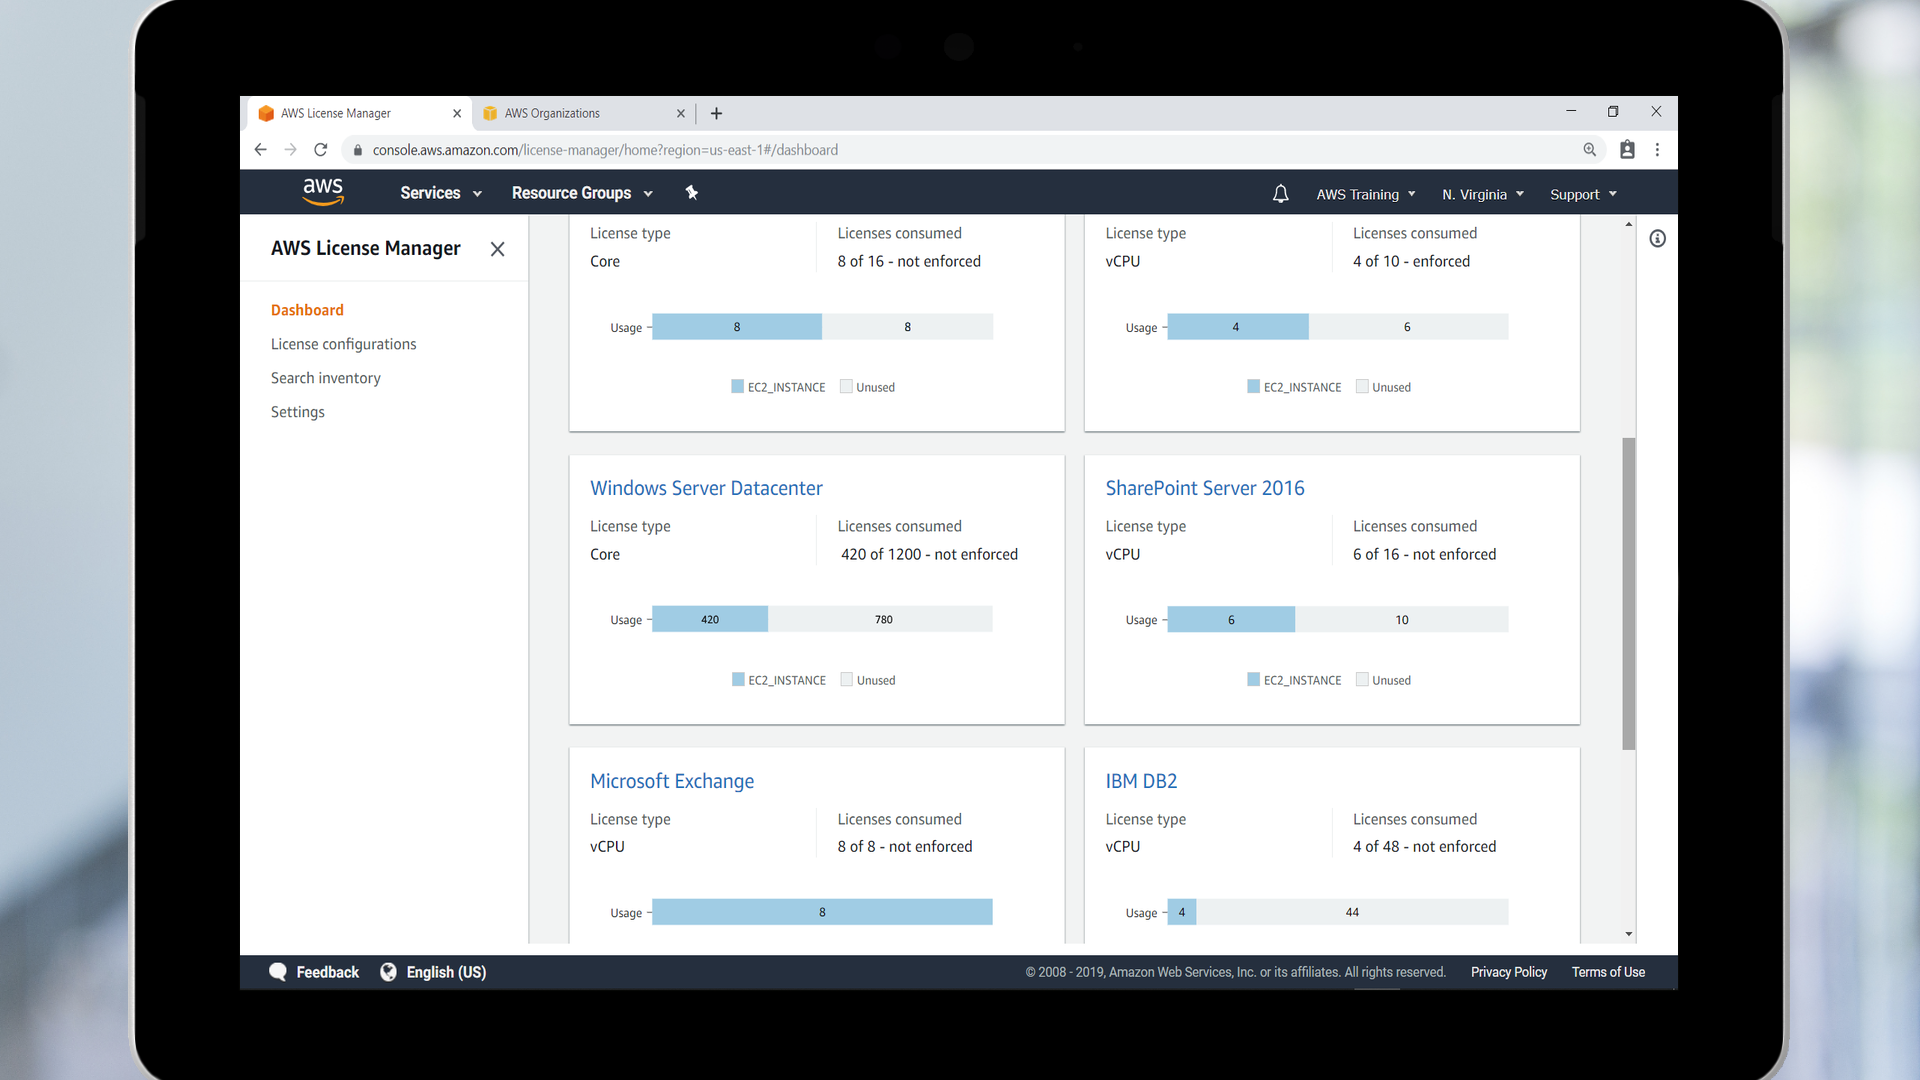 AWS License Manager
AWS Organizations
console.aws.amazon.com/license-manager/home?region=us-east-1#/dashboard
aws
Services
Resource Groups
AWS Training
N. Virginia
Support
AWS License Manager
Dashboard
License configurations
Search inventory
Settings
License type
Licenses consumed
Core
8 of 16 - not enforced
Usage
8
8
EC2_INSTANCE
Unused
License type
Licenses consumed
vCPU
4 of 10 - enforced
Usage
4
6
EC2_INSTANCE
Unused
Windows Server Datacenter
License type
Licenses consumed
Core
420 of 1200 - not enforced
Usage
420
780
EC2_INSTANCE
Unused
SharePoint Server 2016
License type
Licenses consumed
vCPU
6 of 16 - not enforced
Usage
6
10
EC2_INSTANCE
Unused
Microsoft Exchange
License type
Licenses consumed
vCPU
8 of 8 - not enforced
Usage
8
IBM DB2
License type
Licenses consumed
vCPU
4 of 48 - not enforced
Usage
4
44
Feedback
English (US)
© 2008 - 2019, Amazon Web Services, Inc. or its affiliates. All rights reserved.
Privacy Policy
Terms of Use